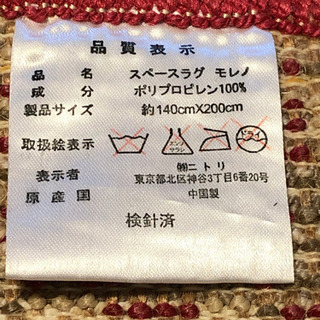 品質表示
品名 スペースラグ モレノ
成分 ポリプロピレン100%
製品サイズ 約140cmX200cm
取扱絵表示 エンソ サラシ ドライ
表示者 ㈱ニトリ
東京都北区神谷3丁目6番20号
原産国 中国製
検針済